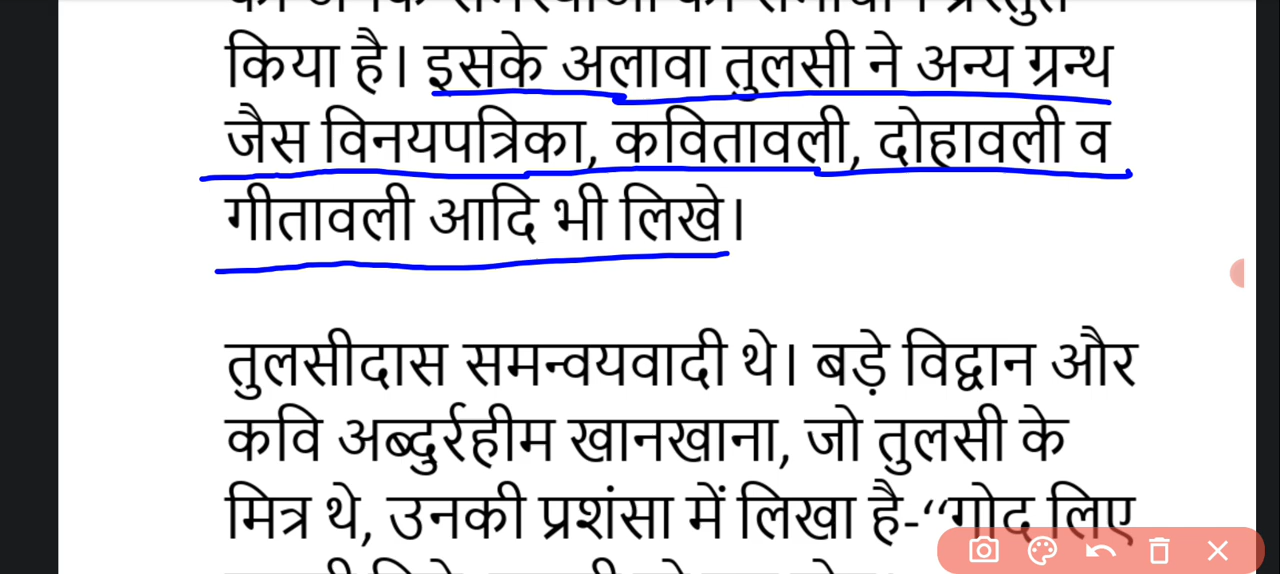 किया है। इसके अलावा तुलसी ने अन्य ग्रन्थ
जैस विनयपत्रिका, कवितावली, दोहावली व
गीतावली आदि भी लिखे।
तुलसीदास समन्वयवादी थे। बड़े विद्वान और
कवि अब्दुर्रहीम खानखाना, जो तुलसी के
मित्र थे, उनकी प्रशंसा में लिखा है-“गोद लिए